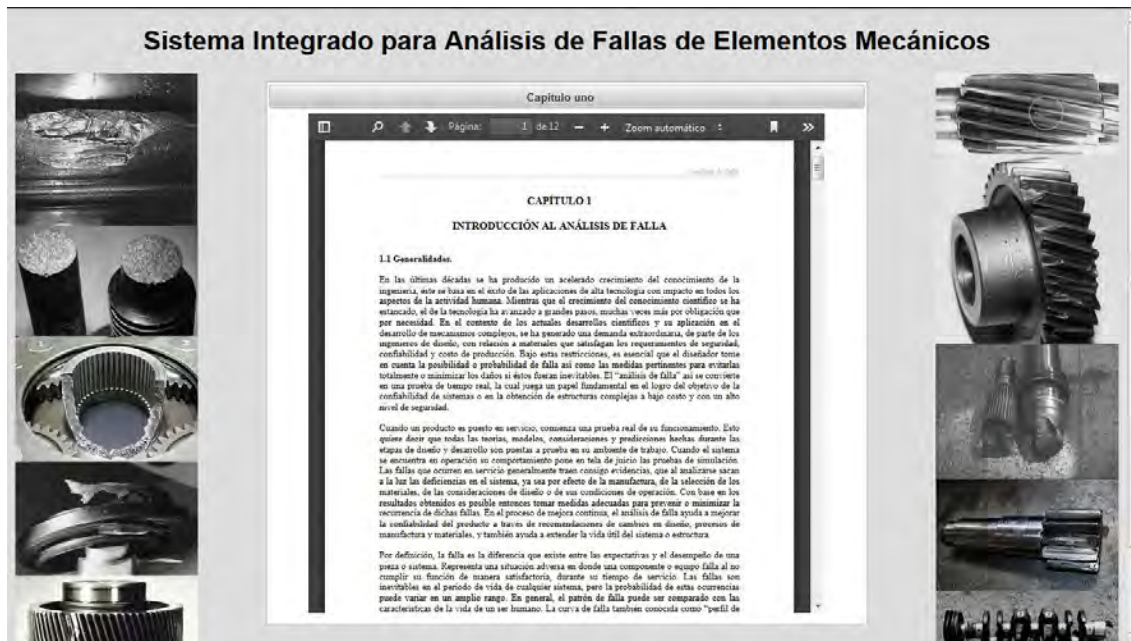 Sistema Integrado para Análisis de Fallas de Elementos Mecánicos
Capítulo uno
Página: 1 de 12 Zoom automático
CAPÍTULO 1
INTRODUCCIÓN AL ANÁLISIS DE FALLA
1.1 Generalidades.
En las últimas décadas se ha producido un acelerado crecimiento del conocimiento de la
ingeniería, éste se basa en el éxito de las aplicaciones de alta tecnología con impacto en todos los
aspectos de la actividad humana. Mientras que el crecimiento del conocimiento científico se ha
estancado, el de la tecnología ha avanzado a grandes pasos, muchas veces más por obligación que
por necesidad. En el contexto de los actuales desarrollos científicos y su aplicación en el
desarrollo de mecanismos complejos, se ha generado una demanda extraordinaria, de parte de los
ingenieros de diseño, con relación a materiales que satisfagan los requerimientos de seguridad,
confiabilidad y costo de producción. Bajo estas restricciones, es esencial que el diseñador tome
en cuenta la posibilidad o probabilidad de falla así como las medidas pertinentes para evitarlas
totalmente o minimizar los daños si éstos fueran inevitables. El “análisis de falla” así se convierte
en una prueba de tiempo real, la cual juega un papel fundamental en el logro del objetivo de la
confiabilidad de sistemas o en la obtención de estructuras complejas a bajo costo y con un alto
nivel de seguridad.
Cuando un producto es puesto en servicio, comienza una prueba real de su funcionamiento. Esto
quiere decir que todas las teorías, modelos, consideraciones y predicciones hechas durante las
etapas de diseño y desarrollo son puestas a prueba en su ambiente de trabajo. Cuando el sistema
se encuentra en operación su comportamiento pone en tela de juicio las pruebas de simulación.
Las fallas que ocurren en servicio generalmente traen consigo evidencias, que al analizarse sacan
a la luz las deficiencias en el sistema, ya sea por efecto de la manufactura, de la selección de los
materiales, de las consideraciones de diseño o de sus condiciones de operación. Con base en los
resultados obtenidos es posible entonces tomar medidas adecuadas para prevenir o minimizar la
recurrencia de dichas fallas. En el proceso de mejora continua, el análisis de falla ayuda a mejorar
la confiabilidad del producto a través de recomendaciones de cambios en diseño, procesos de
manufactura y materiales, y también ayuda a extender la vida útil del sistema o estructura.
Por definición, la falla es la diferencia que existe entre las expectativas y el desempeño de una
pieza o sistema. Representa una situación adversa en donde una componente o equipo falla al no
cumplir su función de manera satisfactoria, durante su tiempo de servicio. Las fallas son
inevitables en el periodo de vida de cualquier sistema, pero la probabilidad de estas ocurrencias
puede variar en un amplio rango. En general, el patrón de falla puede ser comparado con las
características de la vida de un ser humano. La curva de falla también conocida como “perfil de